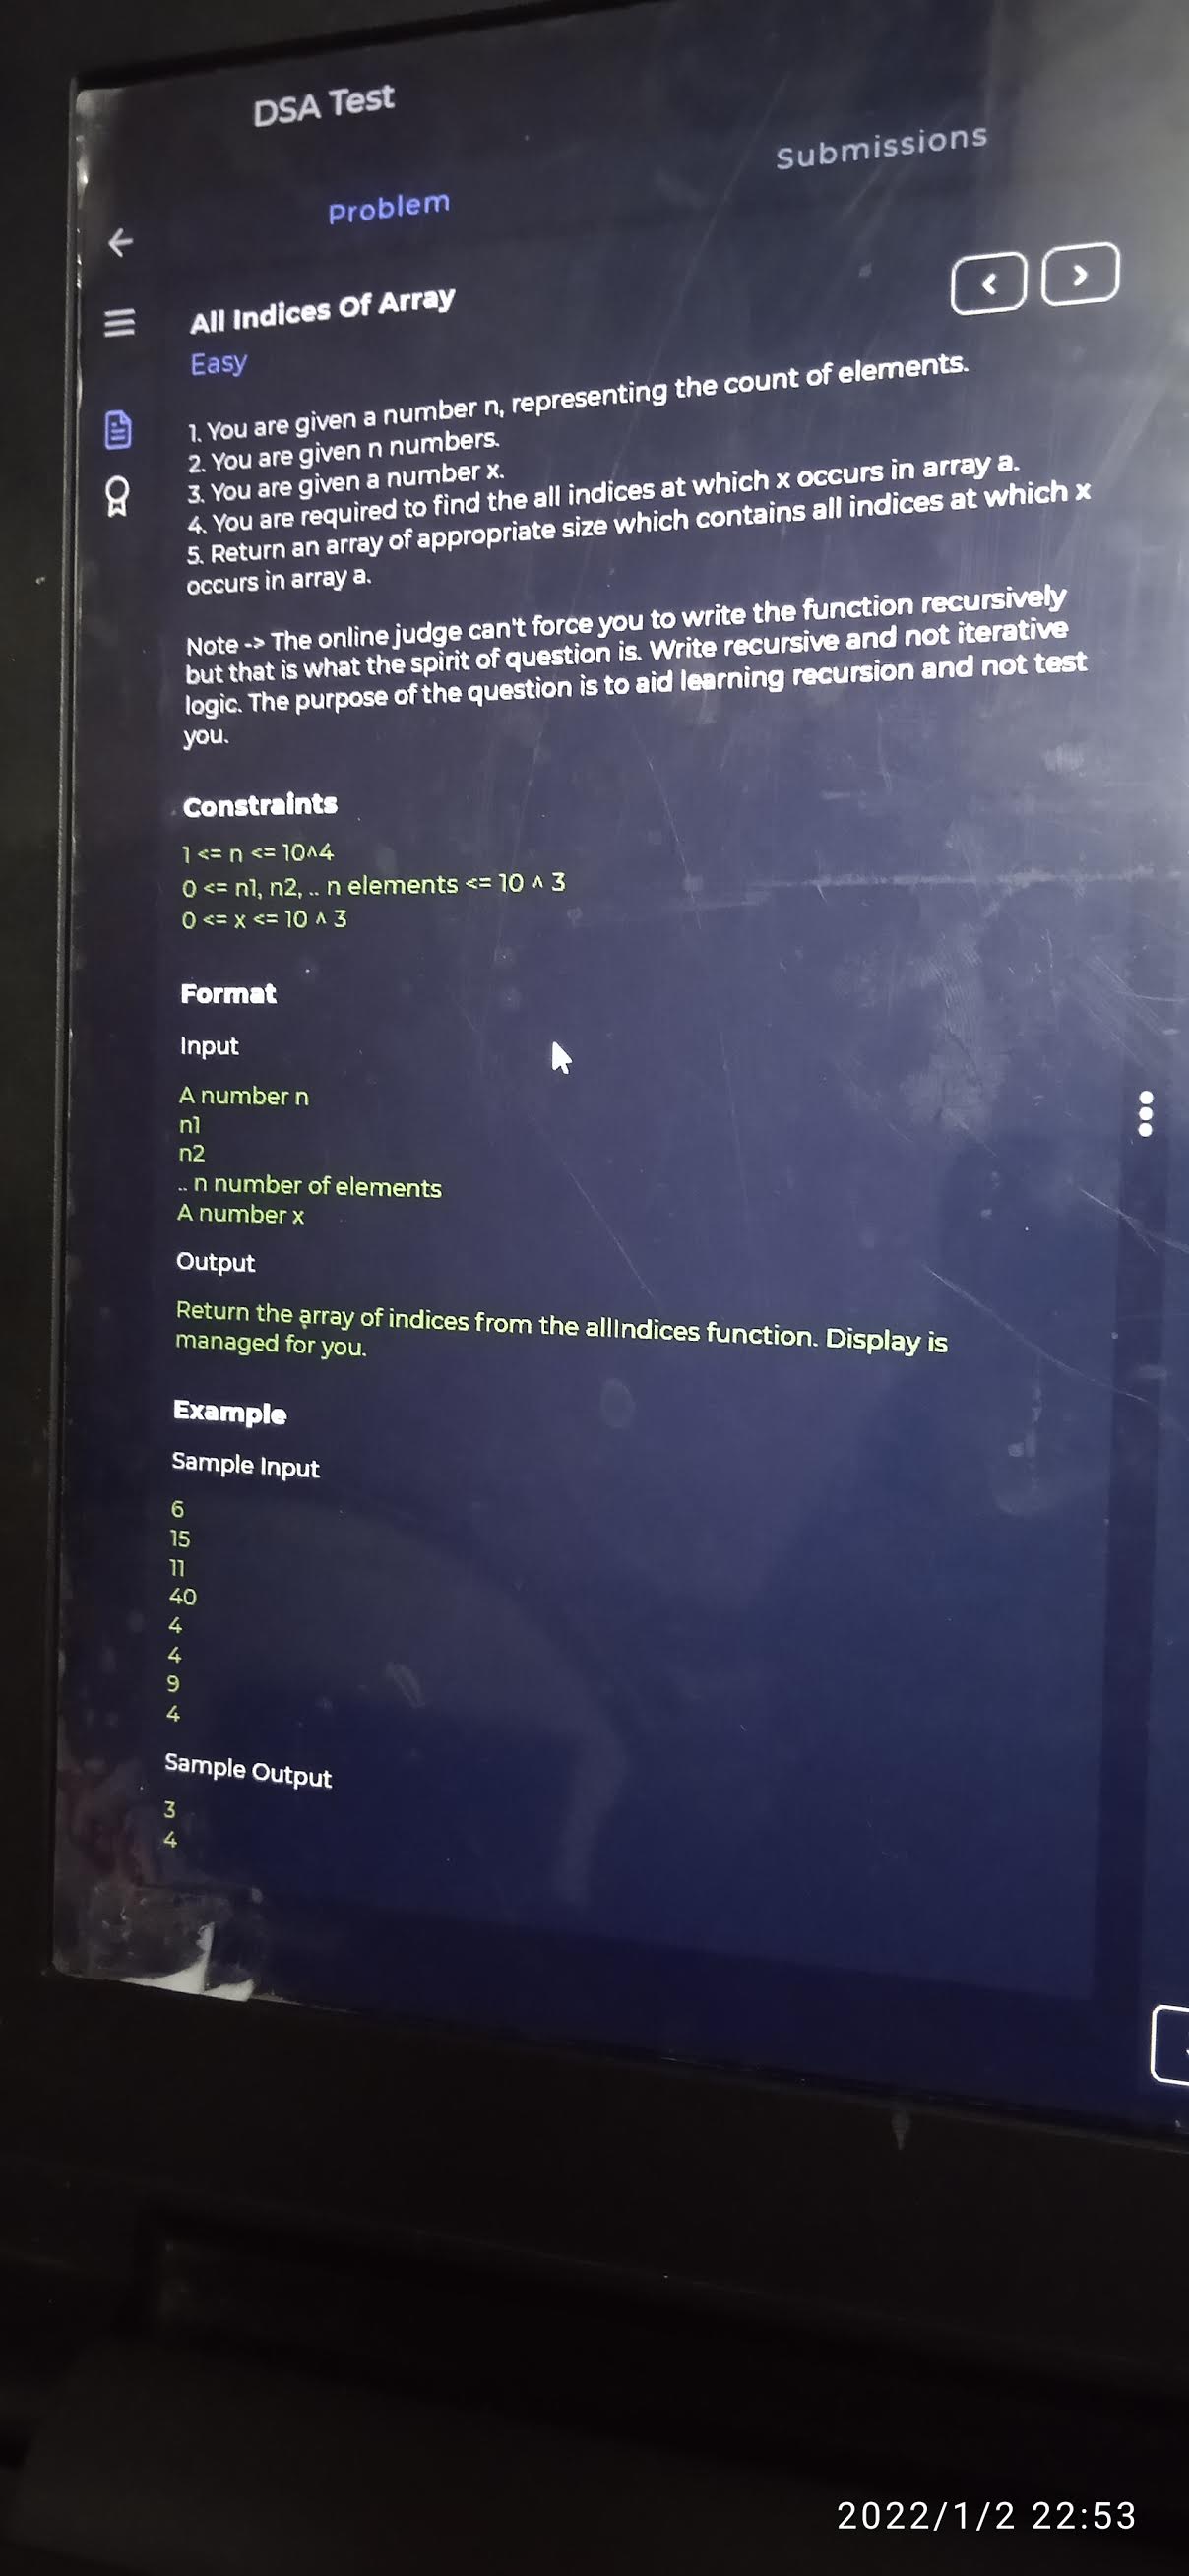 DSA Test
Problem
Submissions
All Indices Of Array
Easy
1. You are given a number n, representing the count of elements.
2. You are given n numbers.
3. You are given a number x.
4. You are required to find the all indices at which x occurs in array a.
5. Return an array of appropriate size which contains all indices at which x
occurs in array a.
Note -> The online judge can't force you to write the function recursively
but that is what the spirit of question is. Write recursive and not iterative
logic. The purpose of the question is to aid learning recursion and not test
you.
Constraints
1 <= n <= 10^4
0 <= n1, n2, .. n elements <= 10 ^ 3
0 <= x <= 10 ^ 3
Format
Input
A number n
n1
n2
.. n number of elements
A number x
Output
Return the array of indices from the allIndices function. Display is
managed for you.
Example
Sample Input
6
15
11
40
4
4
9
4
Sample Output
3
4
2022/1/2 22:53